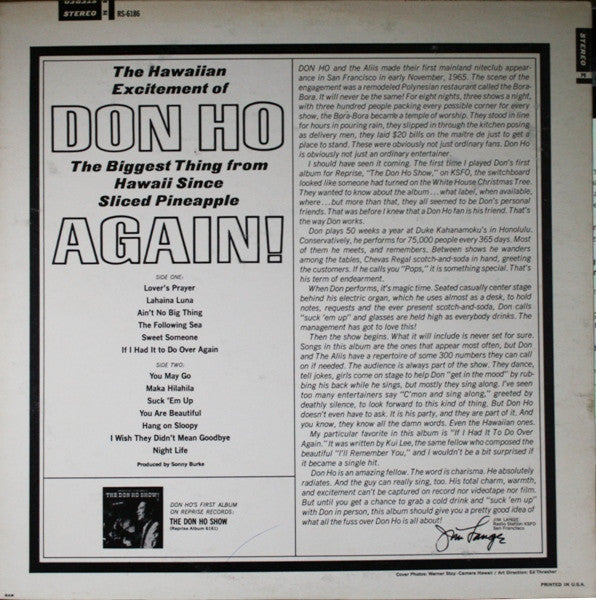 STEREO
RS-6186
STEREO
The Hawaiian
Excitement of
DON HO
The Biggest Thing from
Hawaii Since
Sliced Pineapple
AGAIN!
SIDE ONE:
Lover's Prayer
Lahaina Luna
Ain't No Big Thing
The Following Sea
Sweet Someone
If I Had It to Do Over Again
SIDE TWO:
You May Go
Maka Hilahila
Suck 'Em Up
You Are Beautiful
Hang on Sloopy
I Wish They Didn't Mean Goodbye
Night Life
Produced by Sonny Burke
THE DON HO SHOW!
DON HO'S FIRST ALBUM
ON REPRISE RECORDS:
THE DON HO SHOW
(Reprise Album 6161)
DON HO and the Aliis made their first mainland niteclub appear-
ance in San Francisco in early November, 1965. The scene of the
engagement was a remodeled Polynesian restaurant called the Bora-
Bora. It will never be the same! For eight nights, three shows a night,
with three hundred people packing every possible corner for every
show, the Bora-Bora became a temple of worship. They stood in line
for hours in pouring rain, they slipped in through the kitchen posing
as delivery men, they laid $20 bills on the maitre de just to get a
place to stand. These were obviously not just ordinary fans. Don Ho
is obviously not just an ordinary entertainer.
I should have seen it coming. The first time I played Don's first
album for Reprise, "The Don Ho Show," on KSFO, the switchboard
looked like someone had turned on the White House Christmas Tree.
They wanted to know about the album ... what label, when available,
where ... but more than that, they all seemed to be Don's personal
friends. That was before I knew that a Don Ho fan is his friend. That's
the way Don works.
Don plays 50 weeks a year at Duke Kahanamoku's in Honolulu.
Conservatively, he performs for 75,000 people every 365 days. Most
of them he meets, and remembers. Between shows he wanders
among the tables, Chevas Regal scotch-and-soda in hand, greeting
the customers. If he calls you "Pops," it is something special. That's
his term of endearment.
When Don performs, it's magic time. Seated casually center stage
behind his electric organ, which he uses almost as a desk, to hold
notes, requests and the ever present scotch-and-soda, Don calls
"suck 'em up" and glasses are held high as everybody drinks. The
management has got to love this!
Then the show begins. What it will include is never set for sure.
Songs in this album are the ones that appear most often, but Don
and The Aliis have a repertoire of some 300 numbers they can call
on if needed. The audience is always part of the show. They dance,
tell jokes, girls come on stage to help Don "get in the mood" by rub-
bing his back while he sings, but mostly they sing along. I've seen
too many entertainers say "C'mon and sing along," greeted by
deathly silence, to look forward to this kind of thing. But Don Ho
doesn't even have to ask. It is his party, and they are part of it. And
you know, they know all the damn words. Even the Hawaiian ones.
My particular favorite in this album is "If I Had It To Do Over
Again." It was written by Kui Lee, the same fellow who composed the
beautiful "I'll Remember You," and I wouldn't be a bit surprised if
it became a single hit.
Don Ho is an amazing fellow. The word is charisma. He absolutely
radiates. And the guy can really sing, too. His total charm, warmth,
and excitement can't be captured on record nor videotape nor film.
But until you get a chance to grab a cold drink and "suck 'em up"
with Don in person, this album should give you a pretty good idea of
what all the fuss over Don Ho is all about!
Jim Lange
JIM LANGE
Radio Station KSFO
San Francisco
Cover Photos: Werner Stoy-Camera Hawaii / Art Direction: Ed Thrasher
PRINTED IN U.S.A.